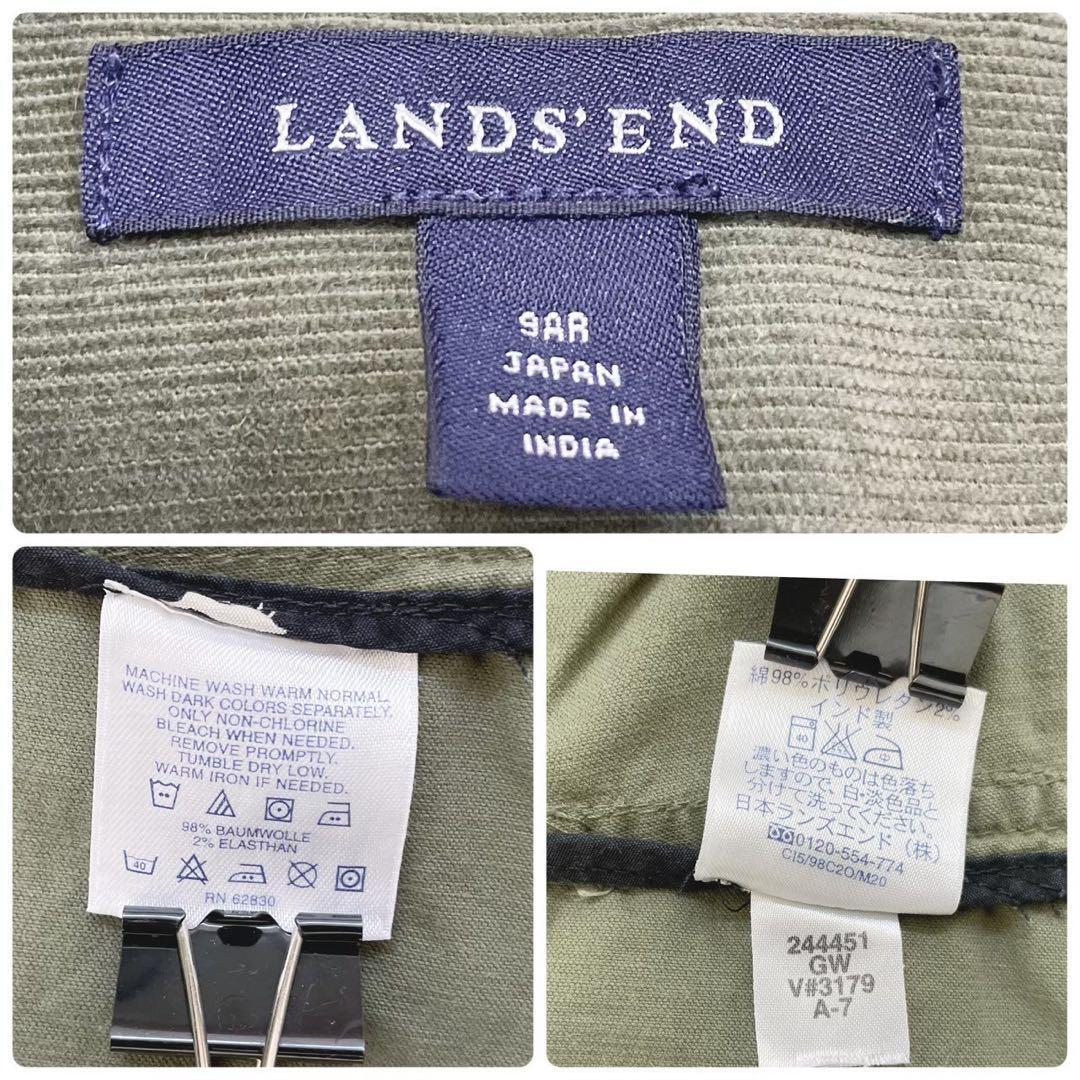 LANDS' END
9AR
JAPAN
MADE IN
INDIA
MACHINE WASH WARM NORMAL.
WASH DARK COLORS SEPARATELY.
ONLY NON-CHLORINE
BLEACH WHEN NEEDED.
REMOVE PROMPTLY.
TUMBLE DRY LOW.
WARM IRON IF NEEDED.
98% BAUMWOLLE
2% ELASTHAN
40
RN 62830
綿98%ポリウレタン2%
インド製
40
濃い色のものは色落ち
しますので、白・淡色品と
分けて洗ってください。
日本ランズエンド(株)
0120-554-774
CI5/98C2O/M20
244451
GW
V#3179
A-7